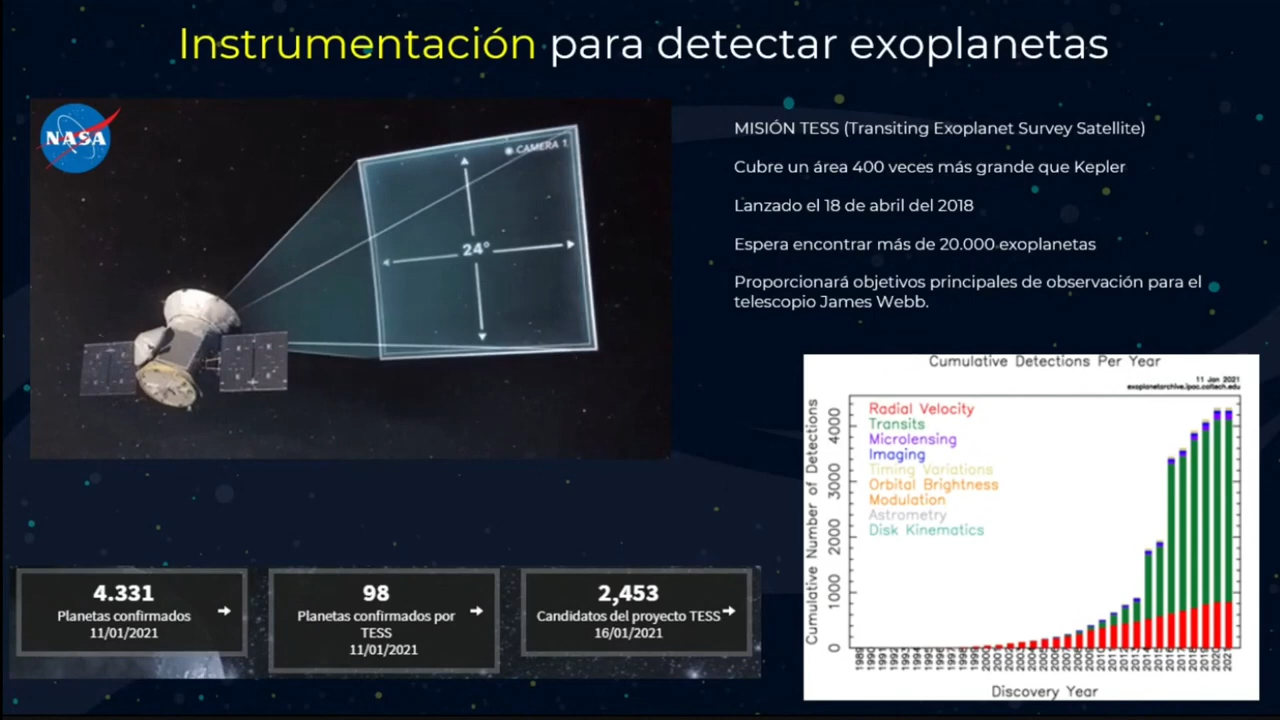 Instrumentación para detectar exoplanetas
NASA
CAMERA 1
24°
MISIÓN TESS (Transiting Exoplanet Survey Satellite)
Cubre un área 400 veces más grande que Kepler
Lanzado el 18 de abril del 2018
Espera encontrar más de 20.000 exoplanetas
Proporcionará objetivos principales de observación para el
telescopio James Webb.
4.331
Planetas confirmados
11/01/2021
98
Planetas confirmados por
TESS
11/01/2021
2,453
Candidatos del proyecto TESS
16/01/2021
Cumulative Detections Per Year
11 Jan 2021
exoplanetarchive.ipac.caltech.edu
Cumulative Number of Detections
4000
3000
2000
1000
0
Radial Velocity
Transits
Microlensing
Imaging
Timing Variations
Orbital Brightness
Modulation
Astrometry
Disk Kinematics
Discovery Year